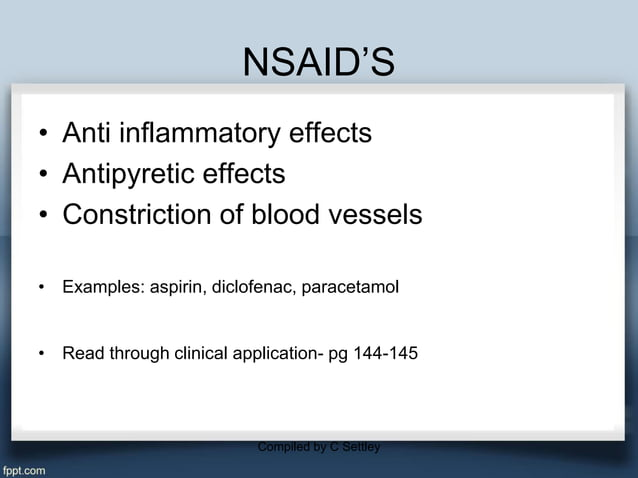 NSAID’S
• Anti inflammatory effects
• Antipyretic effects
• Constriction of blood vessels
• Examples: aspirin, diclofenac, paracetamol
• Read through clinical application- pg 144-145
Compiled by C Settley
fppt.com